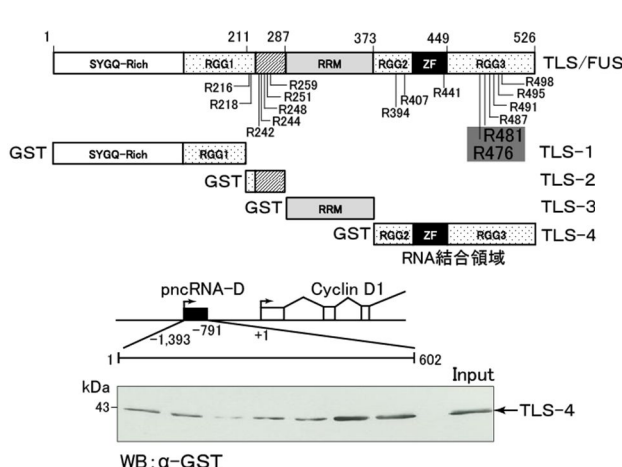 1 211 287 373 449 526
SYGQ-Rich RGG1 RRM RGG2 ZF RGG3 TLS/FUS
R216
R218
R259
R251
R248
R244
R242
R407
R394
R441
R498
R495
R491
R487
R481
R476
GST SYGQ-Rich RGG1 TLS-1
GST TLS-2
GST RRM TLS-3
GST RGG2 ZF RGG3 TLS-4
RNA結合領域
pncRNA-D Cyclin D1
-1,393 -791 +1
1 602
kDa Input
43 TLS-4
WB:α-GST